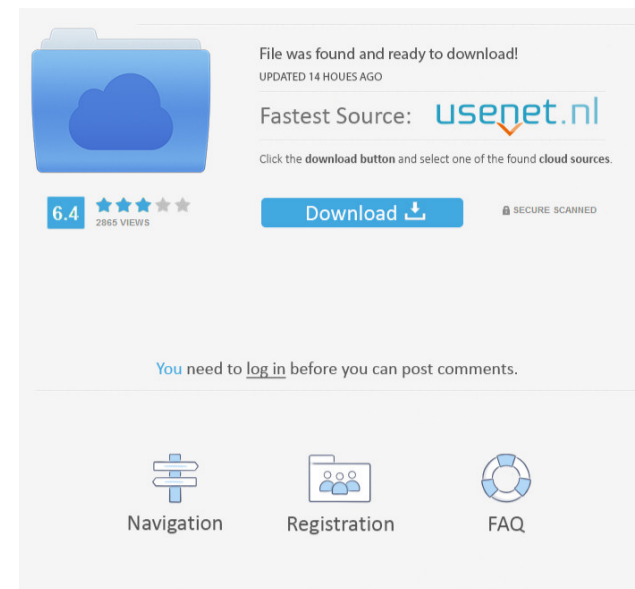 File was found and ready to download!
UPDATED 14 HOUES AGO
Fastest Source: usenet.nl
Click the download button and select one of the found cloud sources.
6.4
2865 VIEWS
Download
SECURE SCANNED
You need to log in before you can post comments.
Navigation
Registration
FAQ